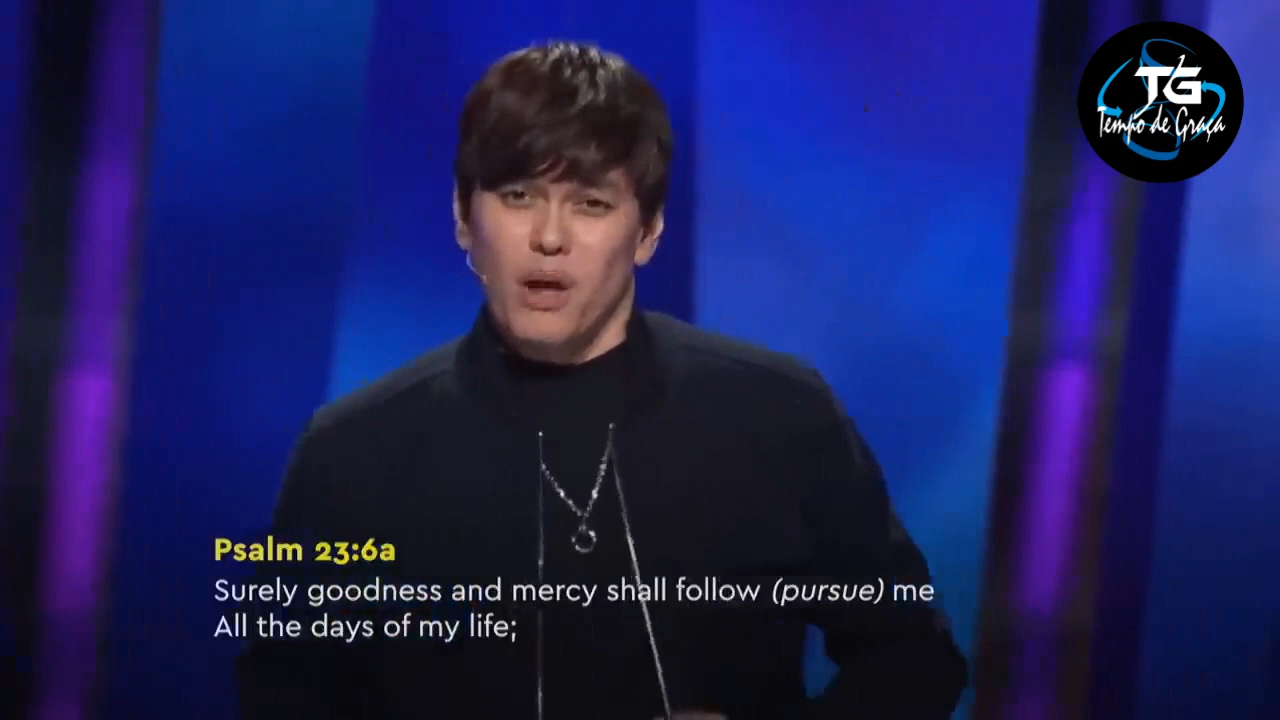 TG
Tempo de Graça
Psalm 23:6a
Surely goodness and mercy shall follow (pursue) me
All the days of my life;